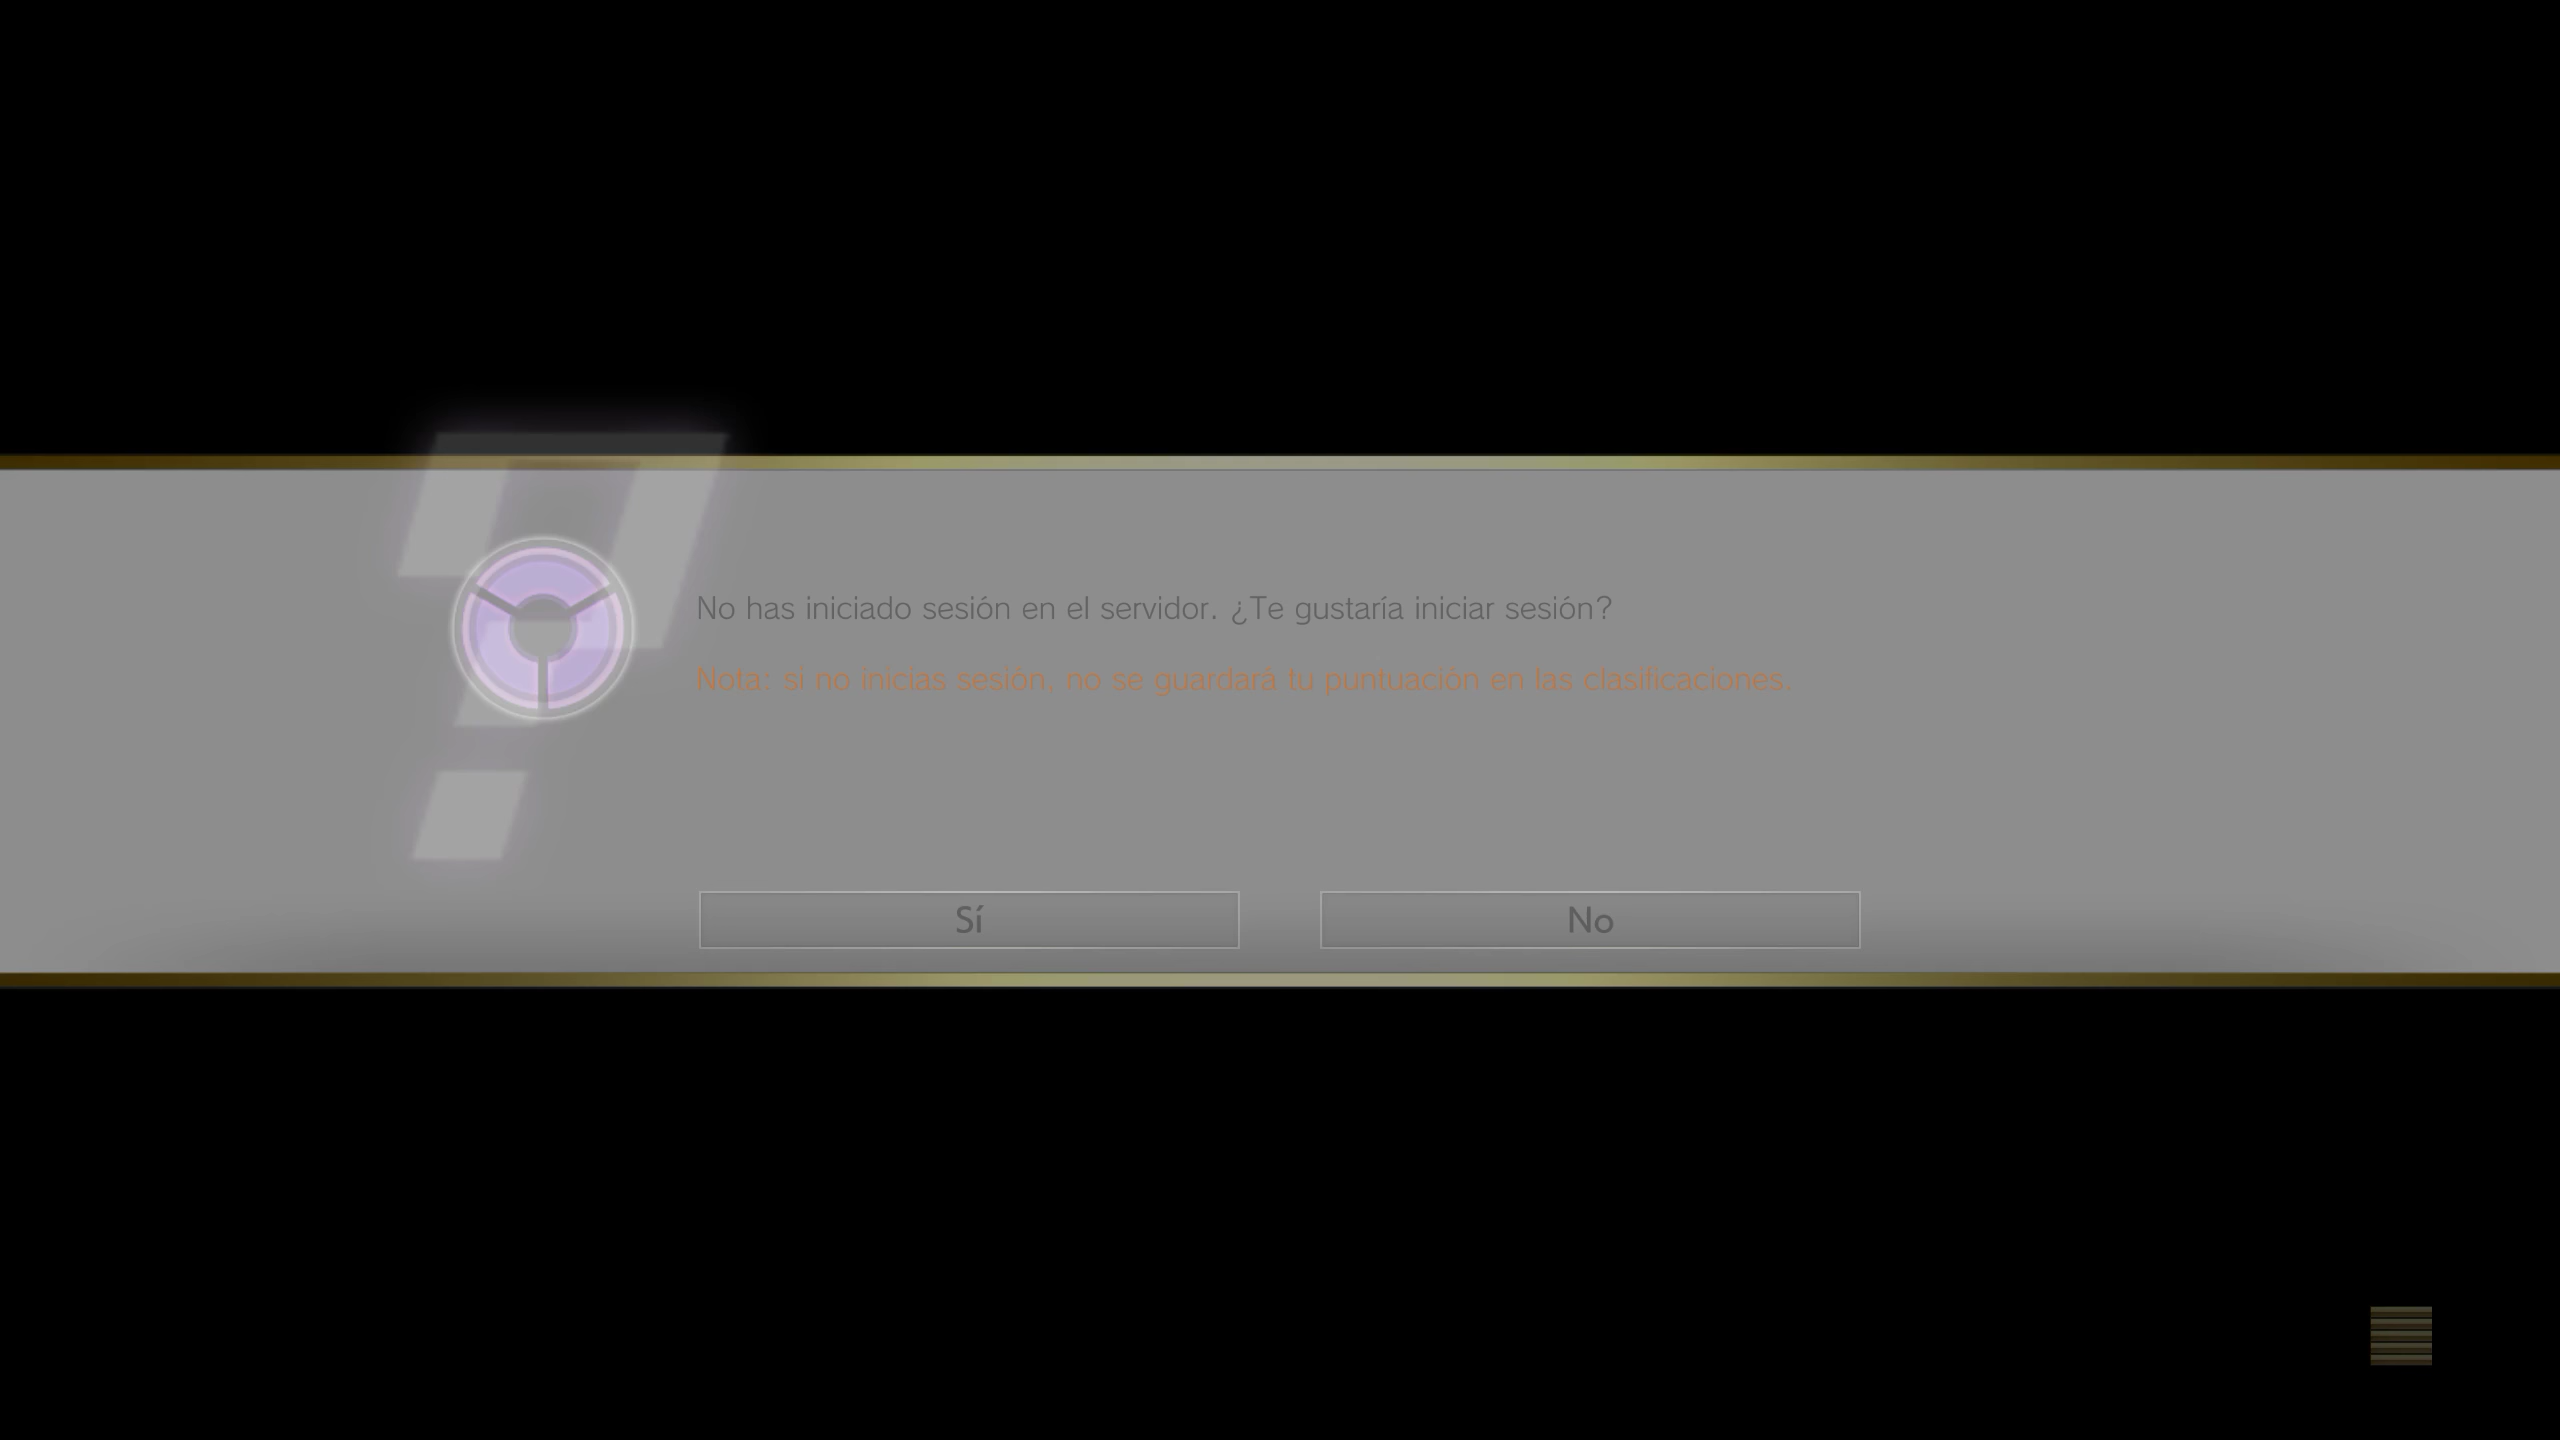 No has iniciado sesión en el servidor. ¿Te gustaría iniciar sesión?
Nota: si no inicias sesión, no se guardará tu puntuación en las clasificaciones.
Sí
No